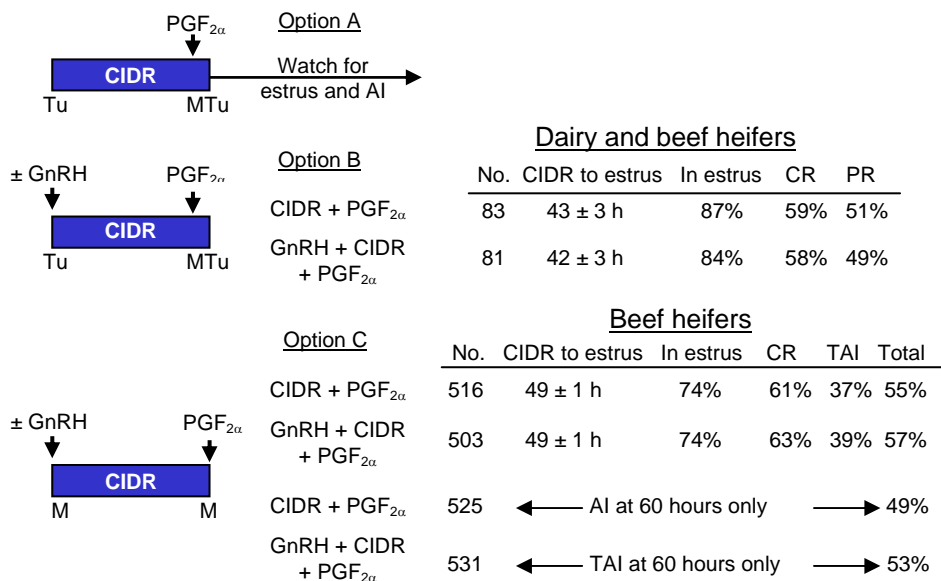 PGF2α Option A
CIDR Watch for
estrus and AI
Tu MTu
Dairy and beef heifers
± GnRH PGF2α Option B
No. CIDR to estrus In estrus CR PR
CIDR + PGF2α 83 43 ± 3 h 87% 59% 51%
CIDR
GnRH + CIDR
+ PGF2α 81 42 ± 3 h 84% 58% 49%
Tu MTu
Beef heifers
Option C
No. CIDR to estrus In estrus CR TAI Total
CIDR + PGF2α 516 49 ± 1 h 74% 61% 37% 55%
± GnRH PGF2α
GnRH + CIDR
+ PGF2α 503 49 ± 1 h 74% 63% 39% 57%
CIDR
M M
CIDR + PGF2α 525 AI at 60 hours only 49%
GnRH + CIDR
+ PGF2α 531 TAI at 60 hours only 53%